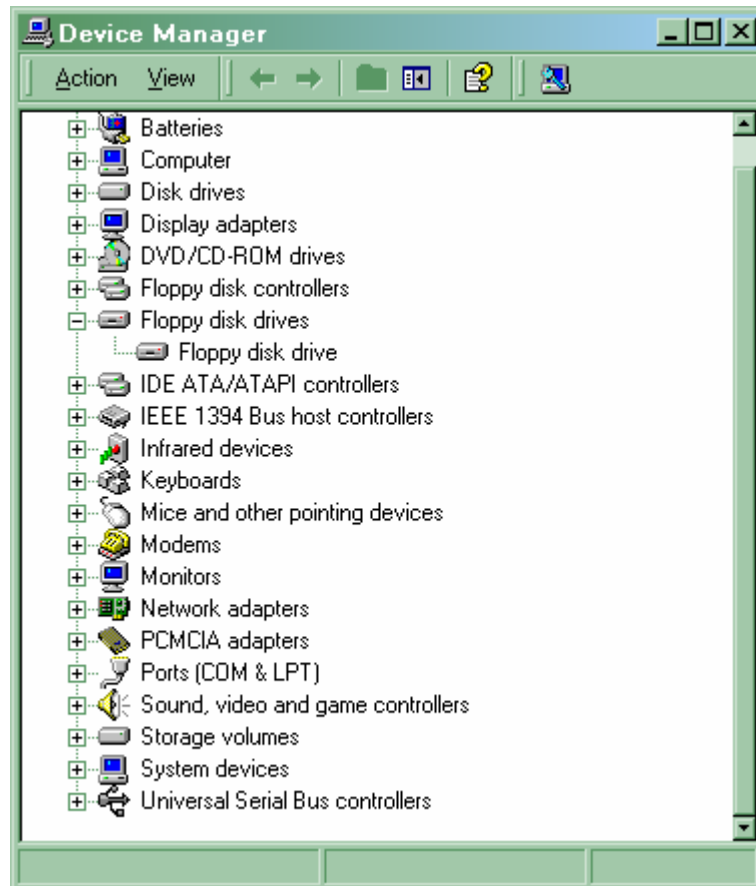 Device Manager
Action View
Batteries
Computer
Disk drives
Display adapters
DVD/CD-ROM drives
Floppy disk controllers
Floppy disk drives
Floppy disk drive
IDE ATA/ATAPI controllers
IEEE 1394 Bus host controllers
Infrared devices
Keyboards
Mice and other pointing devices
Modems
Monitors
Network adapters
PCMCIA adapters
Ports (COM & LPT)
Sound, video and game controllers
Storage volumes
System devices
Universal Serial Bus controllers